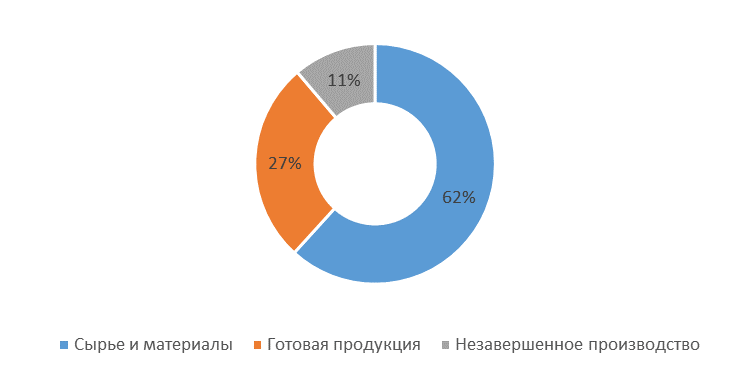 11%
27%
62%
Сырье и материалы Готовая продукция Незавершенное производство